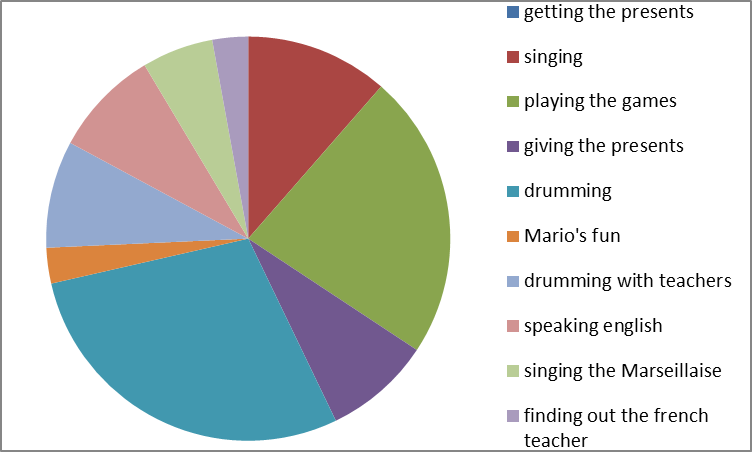 getting the presents
singing
playing the games
giving the presents
drumming
Mario's fun
drumming with teachers
speaking english
singing the Marseillaise
finding out the french
teacher